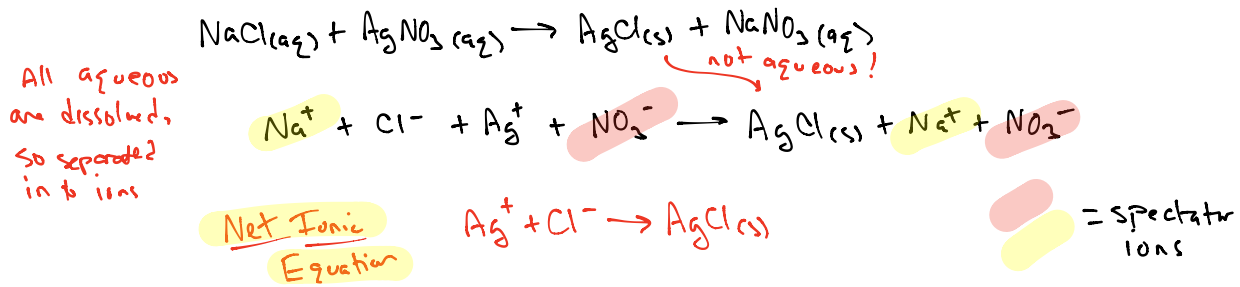 NaCl(aq) + AgNO₃(aq) → AgCl(s) + NaNO₃(aq)
not aqueous!
All aqueous
are dissolved,
so separated
in to ions
Na⁺ + Cl⁻ + Ag⁺ + NO₃⁻ → AgCl(s) + Na⁺ + NO₃⁻
Net Ionic
Equation
Ag⁺ + Cl⁻ → AgCl(s)
= spectator
ions